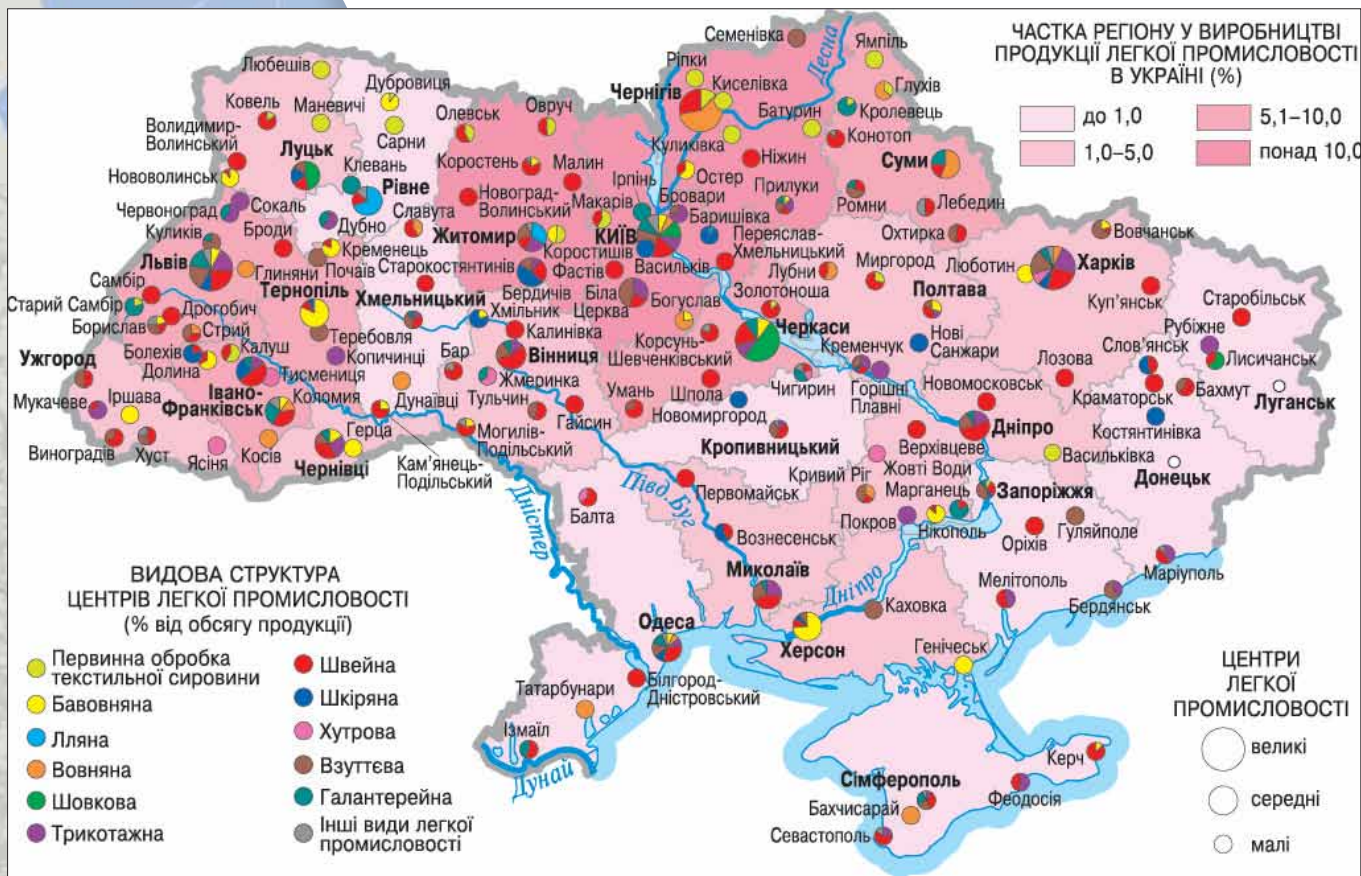 ЧАСТКА РЕГІОНУ У ВИРОБНИЦТВІ
ПРОДУКЦІЇ ЛЕГКОЇ ПРОМИСЛОВОСТІ
В УКРАЇНІ (%)
до 1,0
5,1–10,0
1,0–5,0
понад 10,0
Семенівка
Ямпіль
Ріпки
Десна
Любешів
Дубровиця
Киселівка
Глухів
Чернігів
Ковель
Маневичі
Олевськ
Овруч
Батурин
Кролевець
Волидимир-
Волинський
Сарни
Куликівка
Конотоп
Луцьк
Клевань
Коростень
Малин
Ніжин
Суми
Нововолинськ
Рівне
Ірпінь
Остер
Прилуки
Червоноград
Сокаль
Славута
Новоград-
Волинський
Макарів
Бровари
Баришівка
Ромни
Лебедин
Куликів
Броди
Дубно
Кременець
Житомир
КИЇВ
Переяслав-
Хмельницький
Охтирка
Вовчанськ
Львів
Почаїв
Старокостянтинів
Коростишів
Фастів
Васильків
Миргород
Люботин
Харків
Самбір
Глиняни
Тернопіль
Бердичів
Біла
Церква
Лубни
Старий Самбір
Дрогобич
Хмельницький
Хмільник
Богуслав
Золотоноша
Полтава
Куп'янськ
Старобільськ
Борислав
Стрий
Теребовля
Калинівка
Черкаси
Рубіжне
Ужгород
Болехів
Калуш
Копичинці
Бар
Вінниця
Корсунь-
Шевченківський
Кременчук
Нові
Санжари
Слов'янськ
Лисичанськ
Долина
Тисмениця
Жмеринка
Лозова
Мукачеве
Іршава
Івано-
Франківськ
Коломия
Дунаївці
Тульчин
Умань
Шпола
Чигирин
Горішні
Плавні
Новомосковськ
Краматорськ
Бахмут
Луганськ
Гайсин
Новомиргород
Герца
Могилів-
Подільський
Дніпро
Костянтинівка
Виноградів
Хуст
Ясіня
Косів
Чернівці
Кропивницький
Верхівцеве
Васильківка
Кам'янець-
Подільський
Кривий Ріг
Жовті Води
Донецьк
Дністер
Півд.Буг
Первомайськ
Марганець
Запоріжжя
Балта
Покров
Нікополь
Гуляйполе
Вознесенськ
Оріхів
Миколаїв
Дніпро
Мелітополь
Маріуполь
Каховка
Бердянськ
Одеса
Херсон
Генічеськ
Татарбунари
Білгород-
Дністровський
Ізмаїл
Дунай
Керч
Сімферополь
Феодосія
Бахчисарай
Севастополь
ВИДОВА СТРУКТУРА
ЦЕНТРІВ ЛЕГКОЇ ПРОМИСЛОВОСТІ
(% від обсягу продукції)
Первинна обробка
текстильної сировини
Бавовняна
Лляна
Вовняна
Шовкова
Трикотажна
Швейна
Шкіряна
Хутрова
Взуттєва
Галантерейна
Інші види легкої
промисловості
ЦЕНТРИ
ЛЕГКОЇ
ПРОМИСЛОВОСТІ
великі
середні
малі